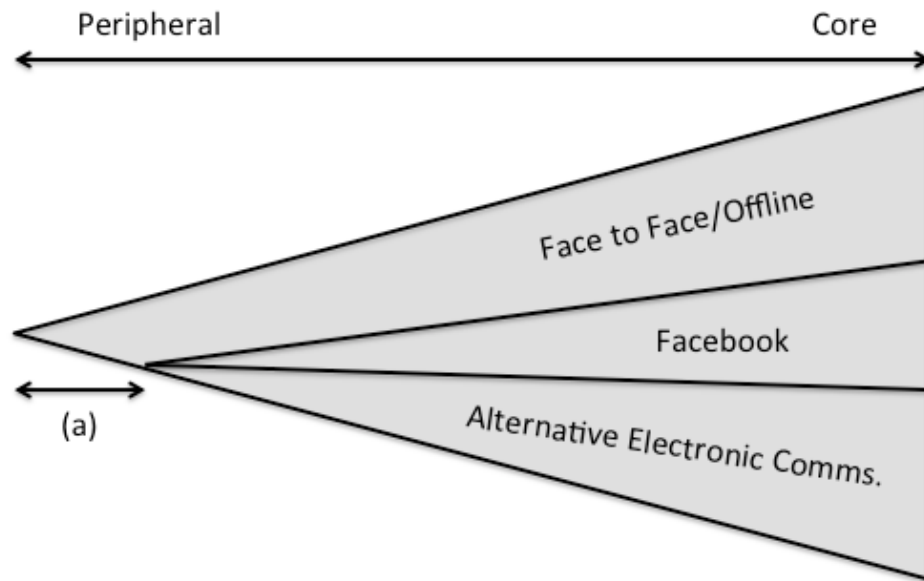 Peripheral
Core
Face to Face/Offline
Facebook
(a)
Alternative Electronic Comms.